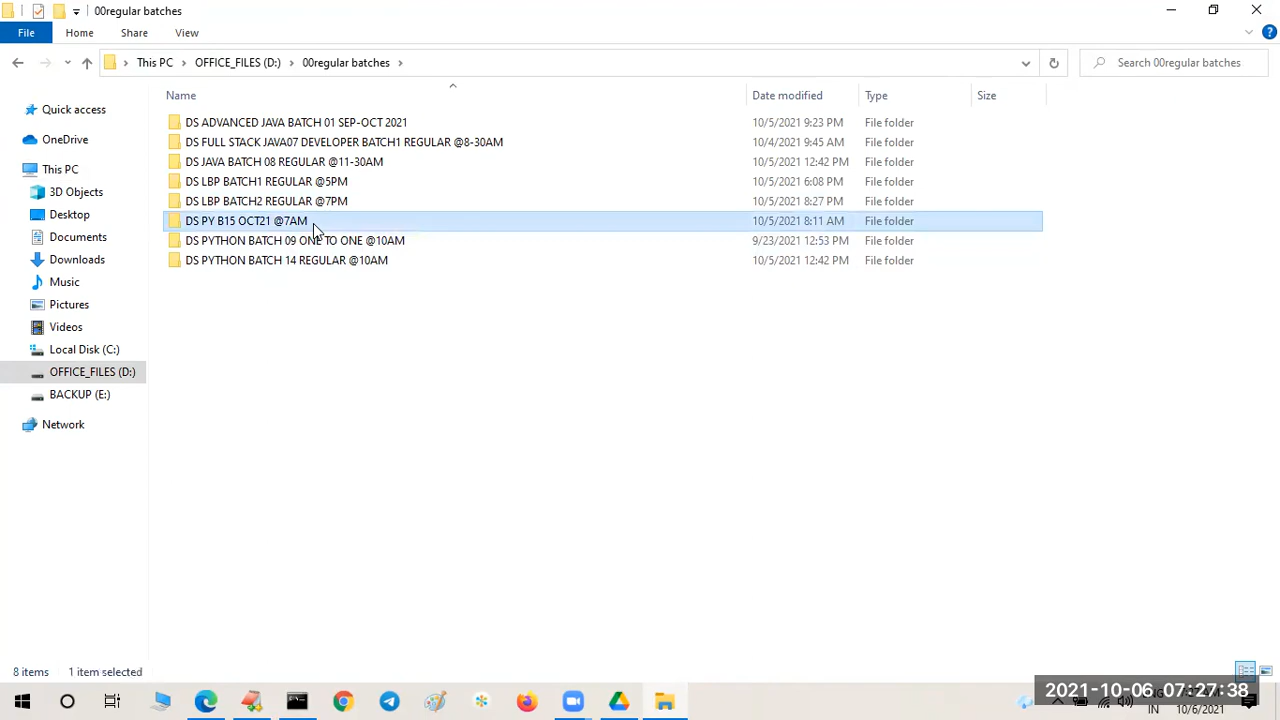 00regular batches
File
Home
Share
View
This PC
OFFICE_FILES (D:)
00regular batches
Search 00regular batches
Name
Date modified
Type
Size
Quick access
OneDrive
This PC
3D Objects
Desktop
Documents
Downloads
Music
Pictures
Videos
Local Disk (C:)
OFFICE_FILES (D:)
BACKUP (E:)
Network
DS ADVANCED JAVA BATCH 01 SEP-OCT 2021 10/5/2021 9:23 PM File folder
DS FULL STACK JAVA07 DEVELOPER BATCH1 REGULAR @8-30AM 10/4/2021 9:45 AM File folder
DS JAVA BATCH 08 REGULAR @11-30AM 10/5/2021 12:42 PM File folder
DS LBP BATCH1 REGULAR @5PM 10/5/2021 6:08 PM File folder
DS LBP BATCH2 REGULAR @7PM 10/5/2021 8:27 PM File folder
DS PY B15 OCT21 @7AM 10/5/2021 8:11 AM File folder
DS PYTHON BATCH 09 ONE TO ONE @10AM 9/23/2021 12:53 PM File folder
DS PYTHON BATCH 14 REGULAR @10AM 10/5/2021 12:42 PM File folder
8 items
1 item selected
2021-10-06 07:27:38
IN
10/6/2021